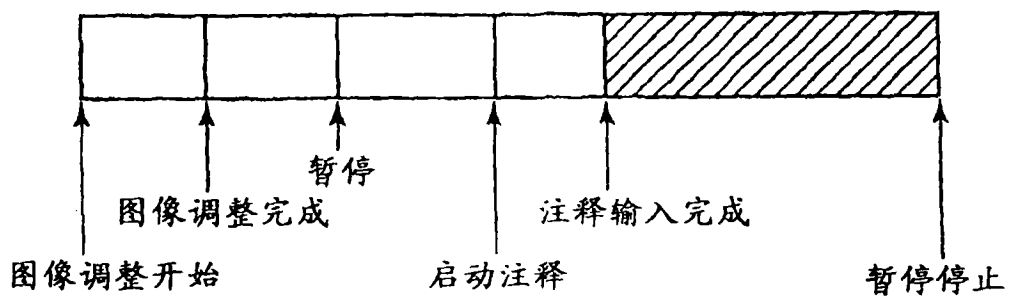 暂停
图像调整完成
注释输入完成
图像调整开始
启动注释
暂停停止